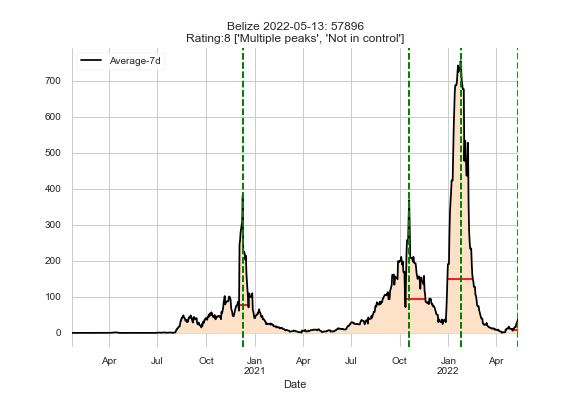 Belize 2022-05-13: 57896
Rating:8 ['Multiple peaks', 'Not in control']
Average-7d
700
600
500
400
300
200
100
0
Apr Jul Oct Jan Apr Jul Oct Jan Apr
2021 2022
Date